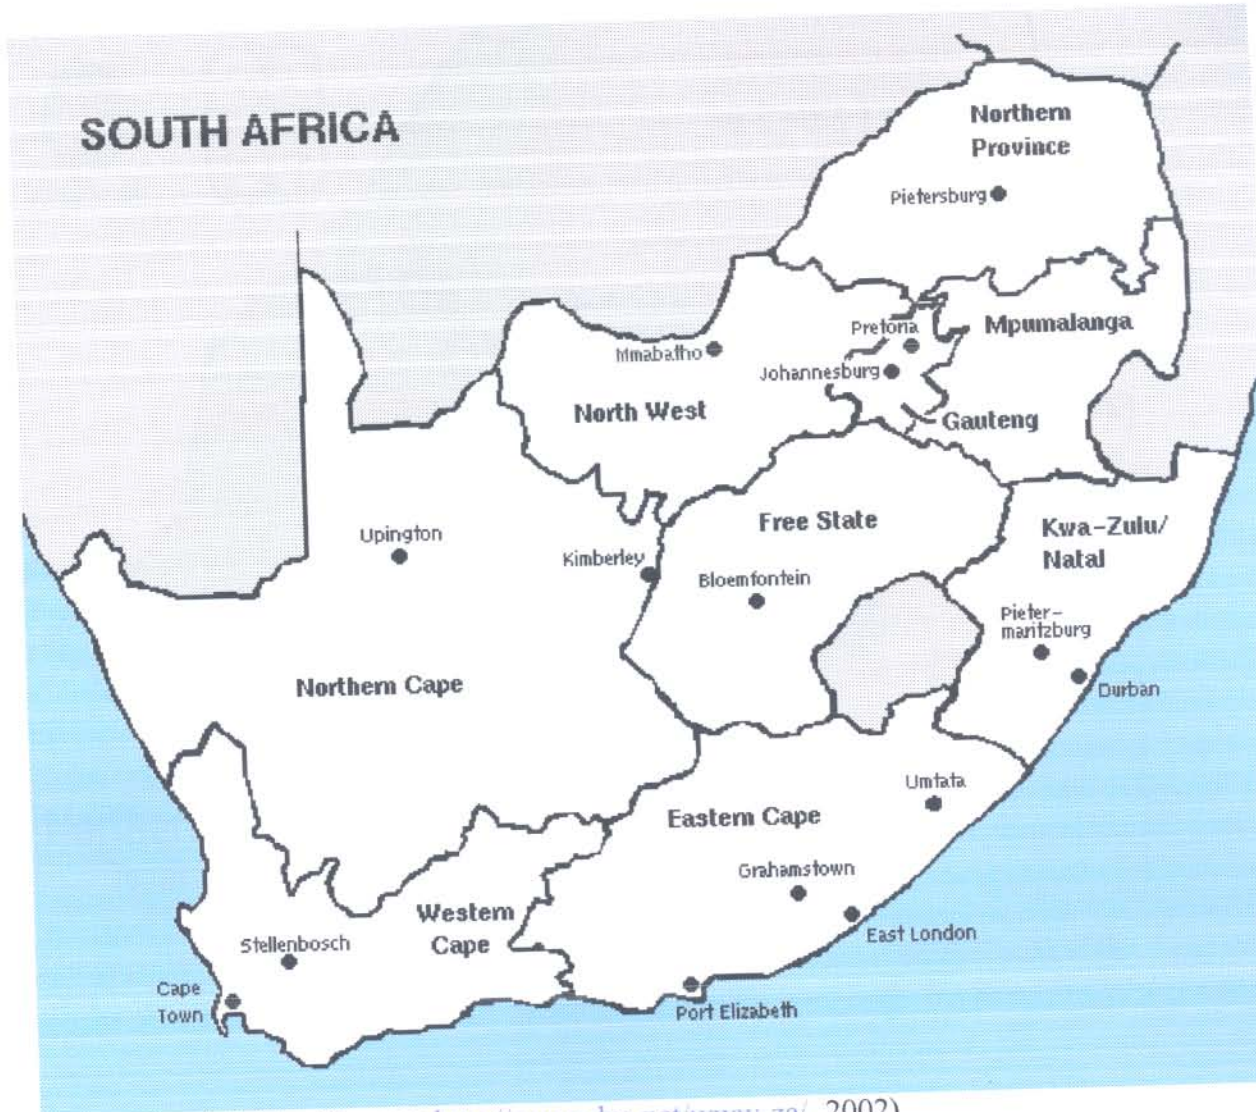 SOUTH AFRICA
Northern
Province
Pietersburg
Pretoria
Mpumalanga
Mmabatho
Johannesburg
North West
Gauteng
Free State
Kwa-Zulu/
Natal
Upington
Kimberley
Bloemfontein
Pieter-
maritzburg
Northern Cape
Durban
Umtata
Eastern Cape
Grahamstown
Western
Cape
East London
Stellenbosch
Cape
Town
Port Elizabeth
2002)